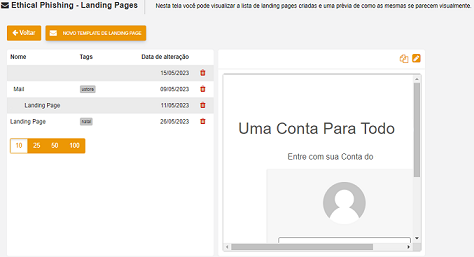 Ethical Phishing - Landing Pages
Nesta tela você pode visualizar a lista de landing pages criadas e uma prévia de como as mesmas se parecem visualmente.
+ Voltar
NOVO TEMPLATE DE LANDING PAGE
Nome Tags Data de alteração
15/05/2023
Mail 09/05/2023
Landing Page 11/05/2023
Landing Page 26/05/2023
10 25 50 100
Uma Conta Para Todo
Entre com sua Conta do